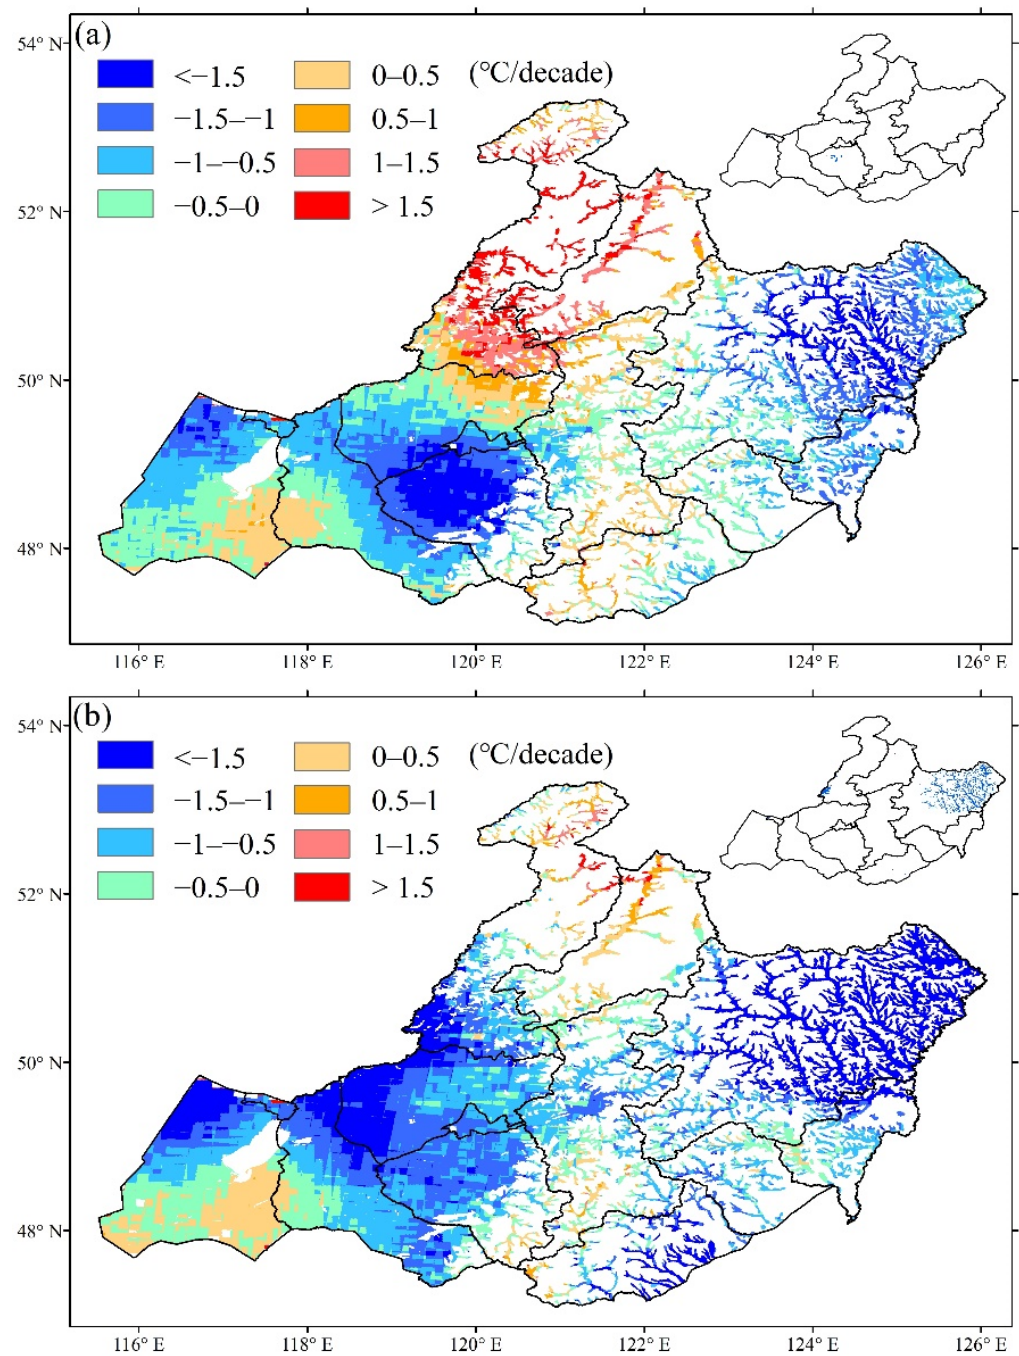 (a)
54° N
<−1.5
0–0.5
(°C/decade)
−1.5–−1
0.5–1
−1–−0.5
1–1.5
−0.5–0
> 1.5
52° N
50° N
48° N
116° E
118° E
120° E
122° E
124° E
126° E
(b)
54° N
<−1.5
0–0.5
(°C/decade)
−1.5–−1
0.5–1
−1–−0.5
1–1.5
−0.5–0
> 1.5
52° N
50° N
48° N
116° E
118° E
120° E
122° E
124° E
126° E